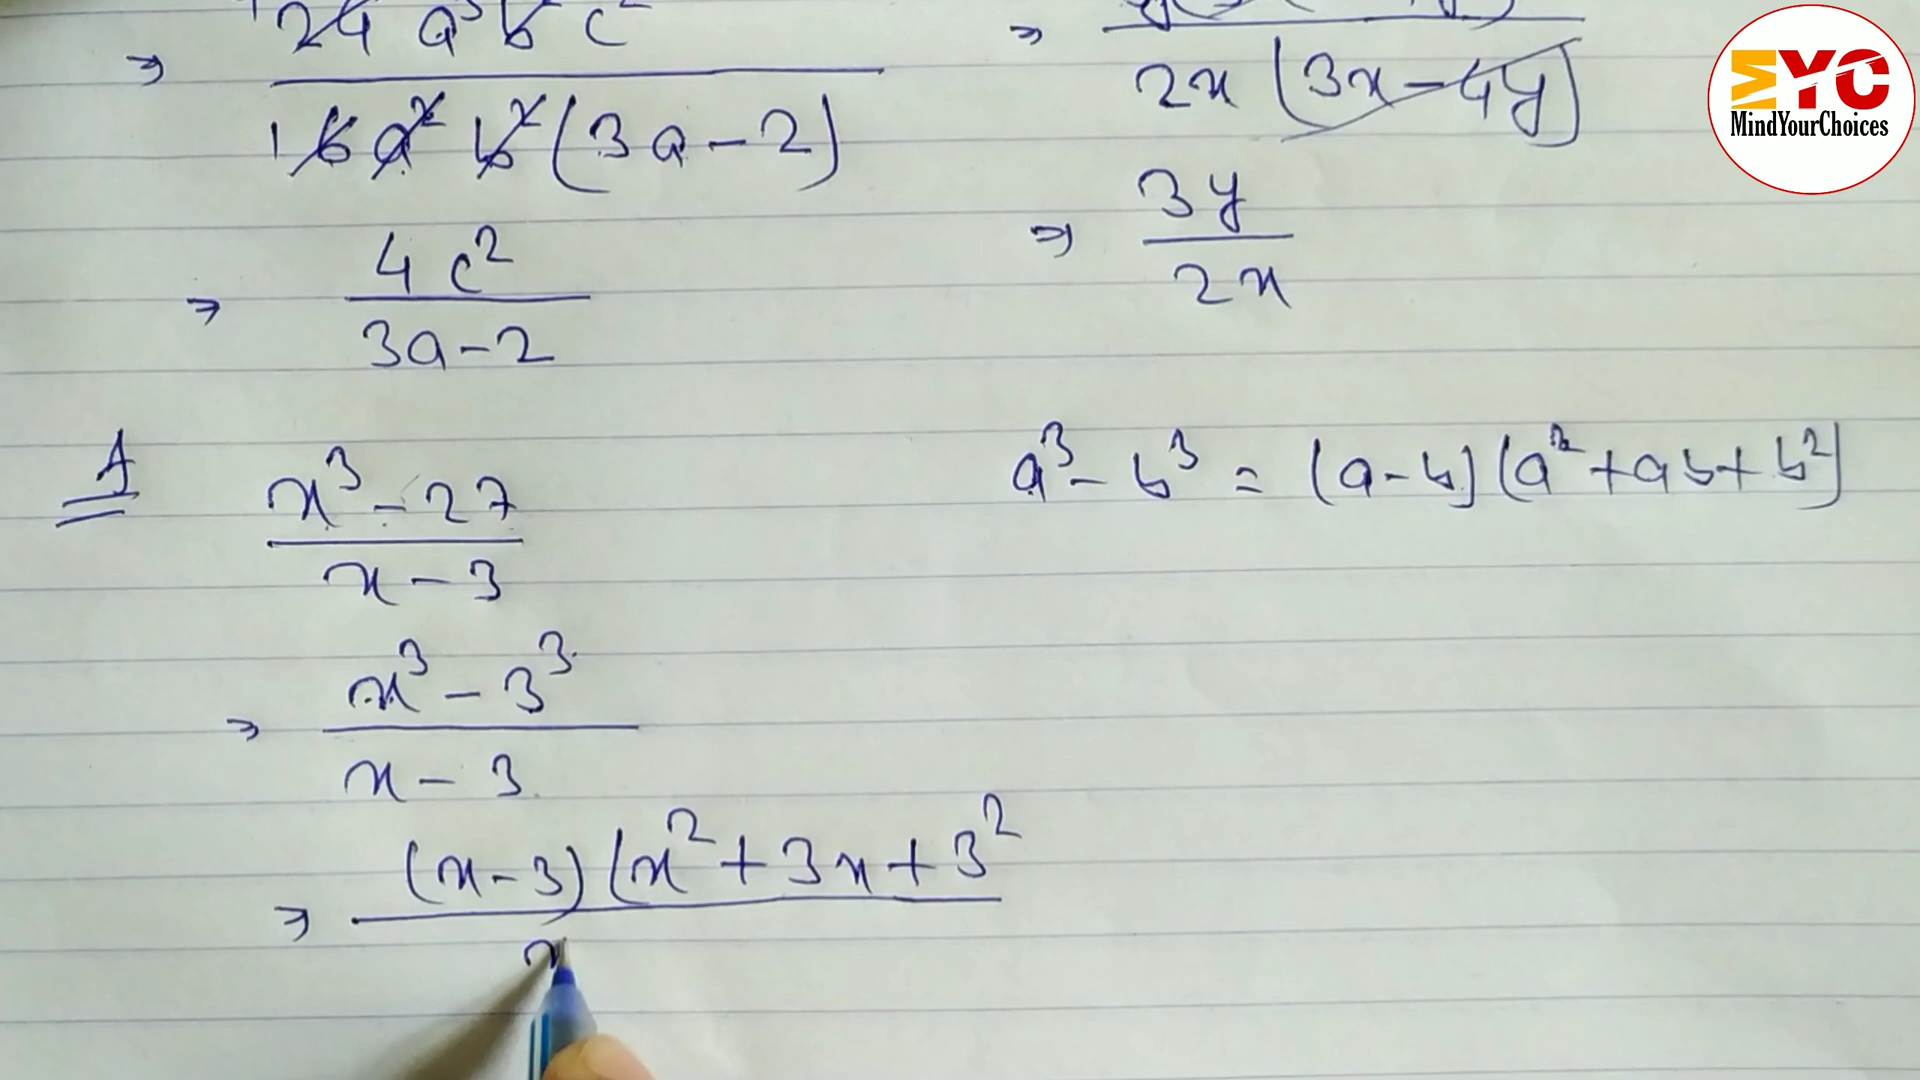 24 a³ b² c²
⇒
16 a² b² (3a-2)
⇒ 4c²
3a-2
⇒
2x (3x-4y)
⇒ 3y
2x
MYC
MindYourChoices
x³ - 27
x - 3
a³ - b³ = (a-b) (a² + ab + b²)
⇒ x³ - 3³
x - 3
⇒ (x-3) (x² + 3x + 3²
x